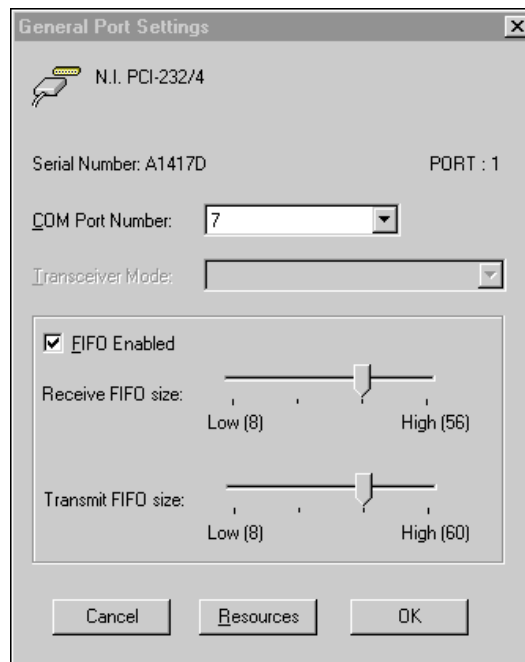 General Port Settings
N.I. PCI-232/4
Serial Number: A1417D PORT : 1
COM Port Number: 7
Transceiver Mode:
FIFO Enabled
Receive FIFO size:
Low (8) High (56)
Transmit FIFO size:
Low (8) High (60)
Cancel Resources OK